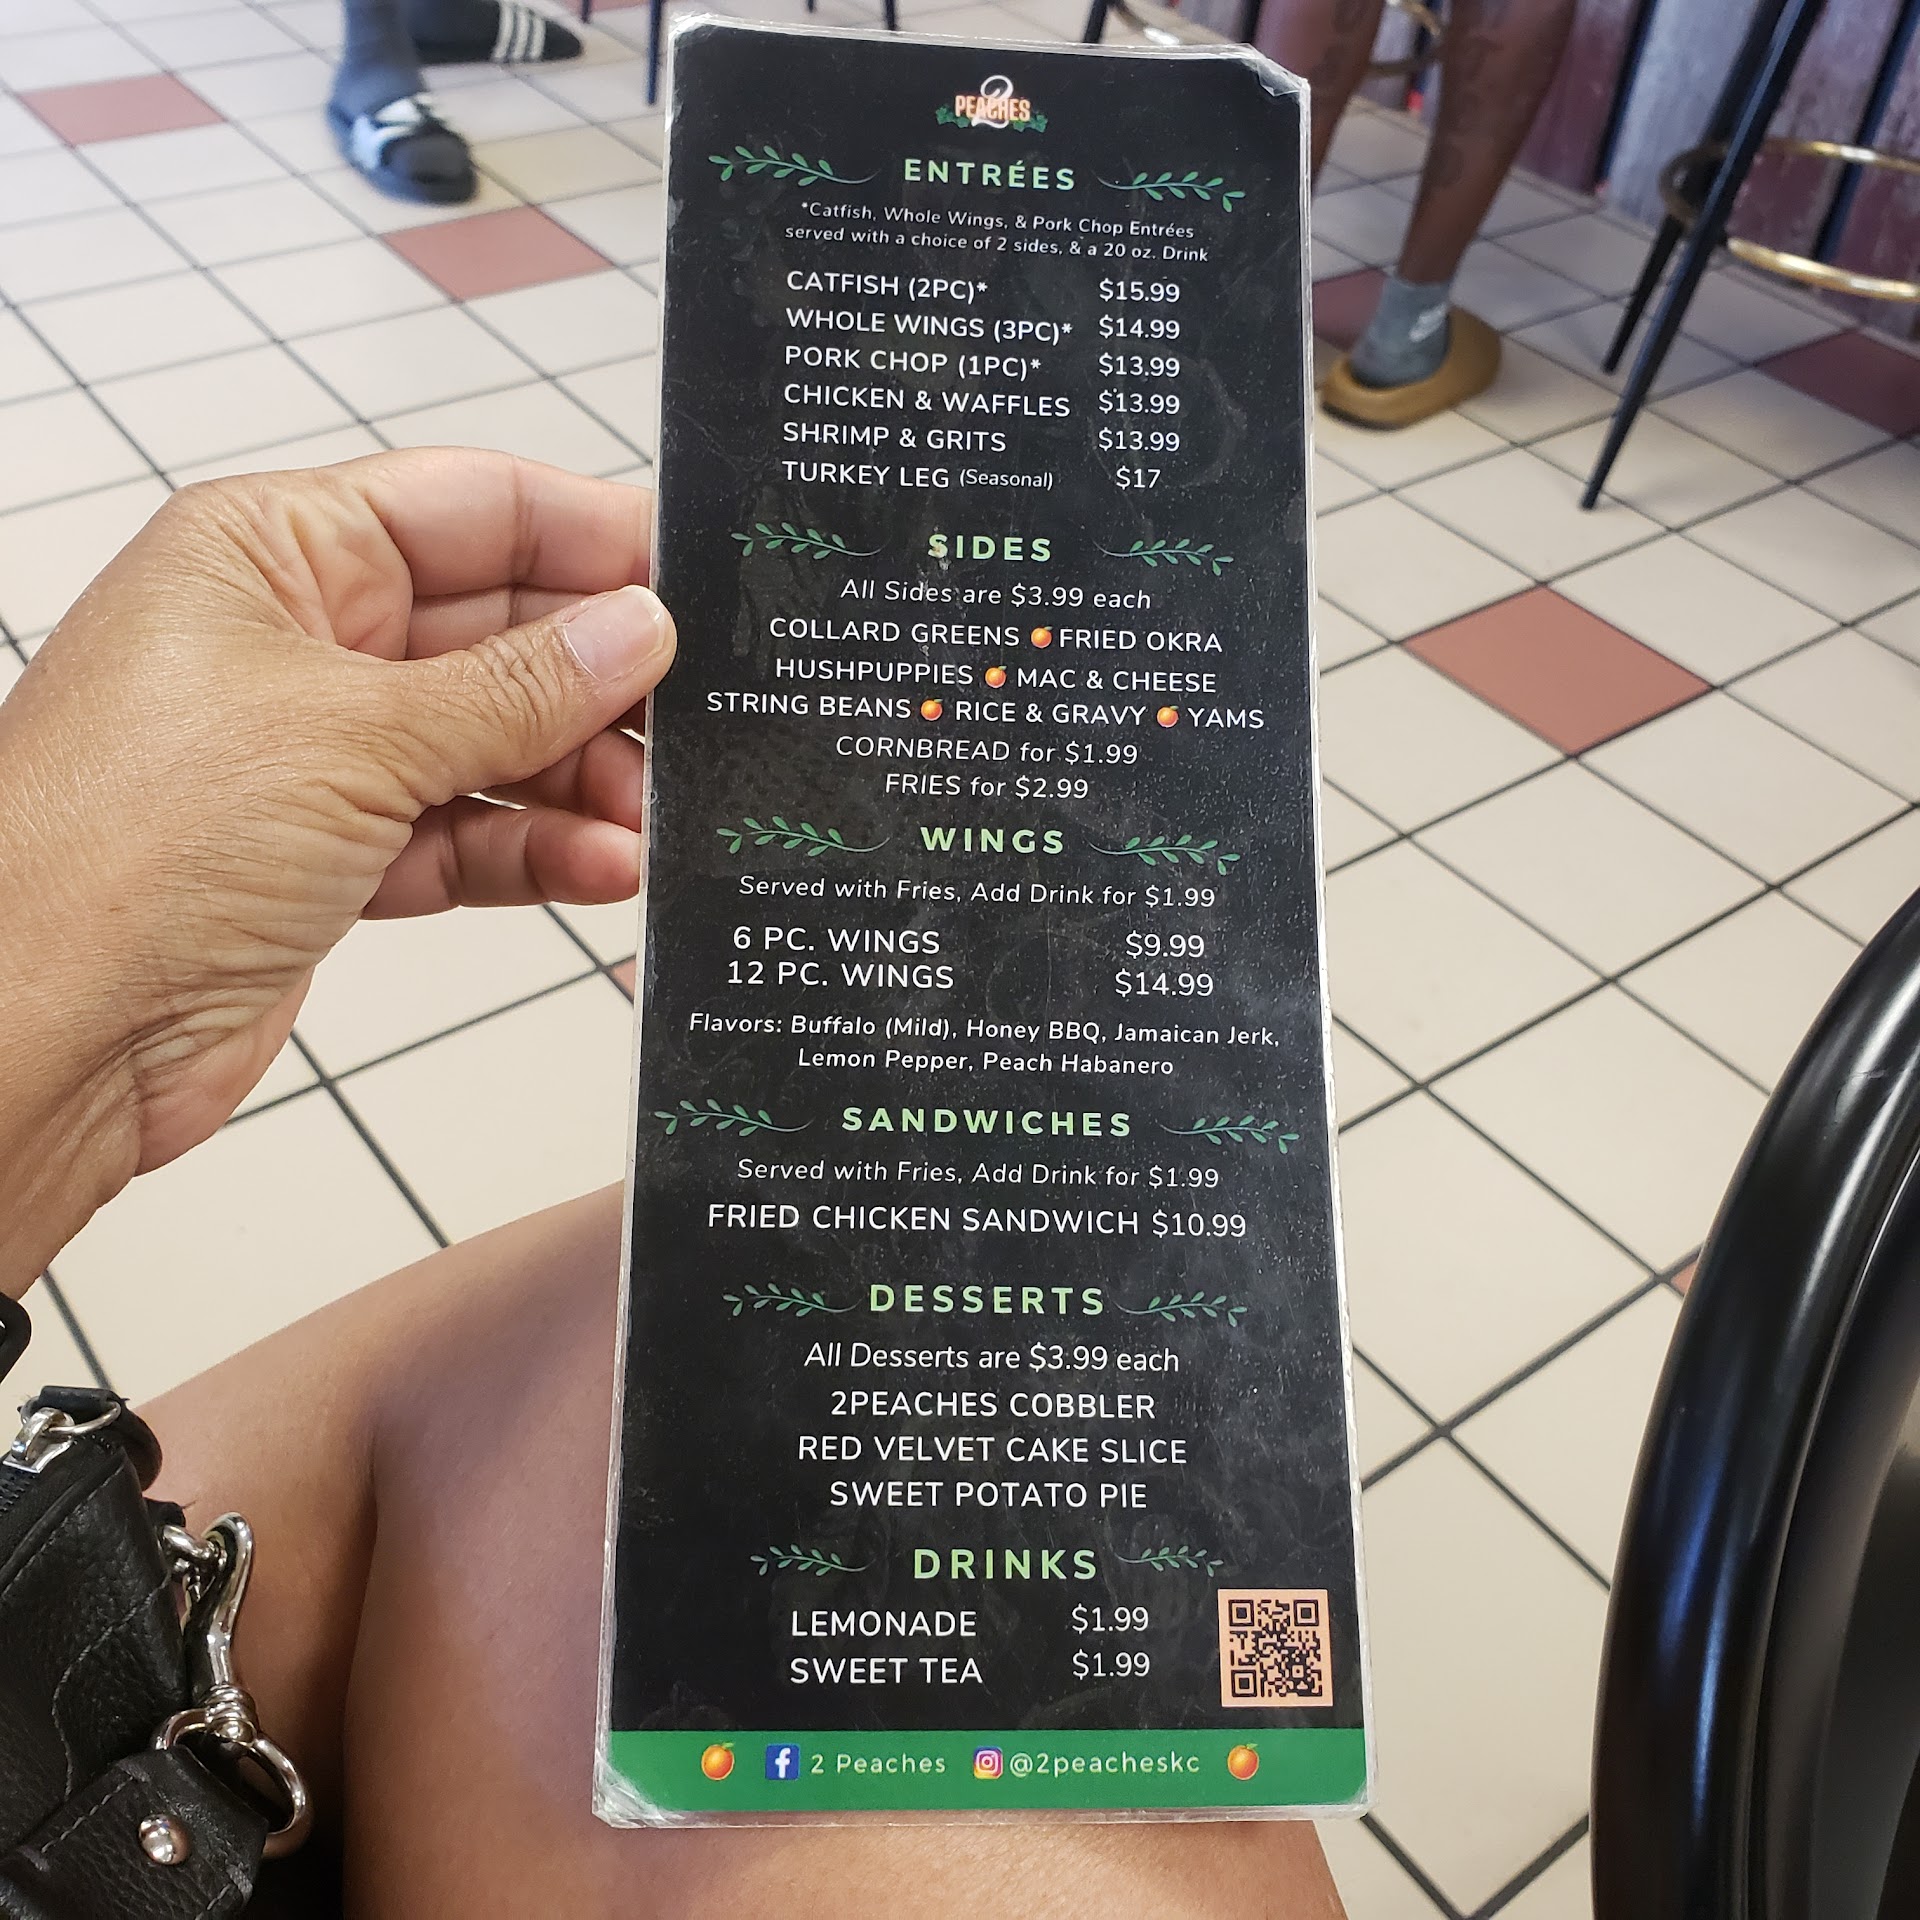 2 PEACHES
ENTRÉES
*Catfish, Whole Wings, & Pork Chop Entrées
served with a choice of 2 sides, & a 20 oz. Drink
CATFISH (2PC)* $15.99
WHOLE WINGS (3PC)* $14.99
PORK CHOP (1PC)* $13.99
CHICKEN & WAFFLES $13.99
SHRIMP & GRITS $13.99
TURKEY LEG (Seasonal) $17
SIDES
All Sides are $3.99 each
COLLARD GREENS 🍑 FRIED OKRA
HUSHPUPPIES 🍑 MAC & CHEESE
STRING BEANS 🍑 RICE & GRAVY 🍑 YAMS
CORNBREAD for $1.99
FRIES for $2.99
WINGS
Served with Fries, Add Drink for $1.99
6 PC. WINGS $9.99
12 PC. WINGS $14.99
Flavors: Buffalo (Mild), Honey BBQ, Jamaican Jerk,
Lemon Pepper, Peach Habanero
SANDWICHES
Served with Fries, Add Drink for $1.99
FRIED CHICKEN SANDWICH $10.99
DESSERTS
All Desserts are $3.99 each
2PEACHES COBBLER
RED VELVET CAKE SLICE
SWEET POTATO PIE
DRINKS
LEMONADE $1.99
SWEET TEA $1.99
2 Peaches @2peacheskc